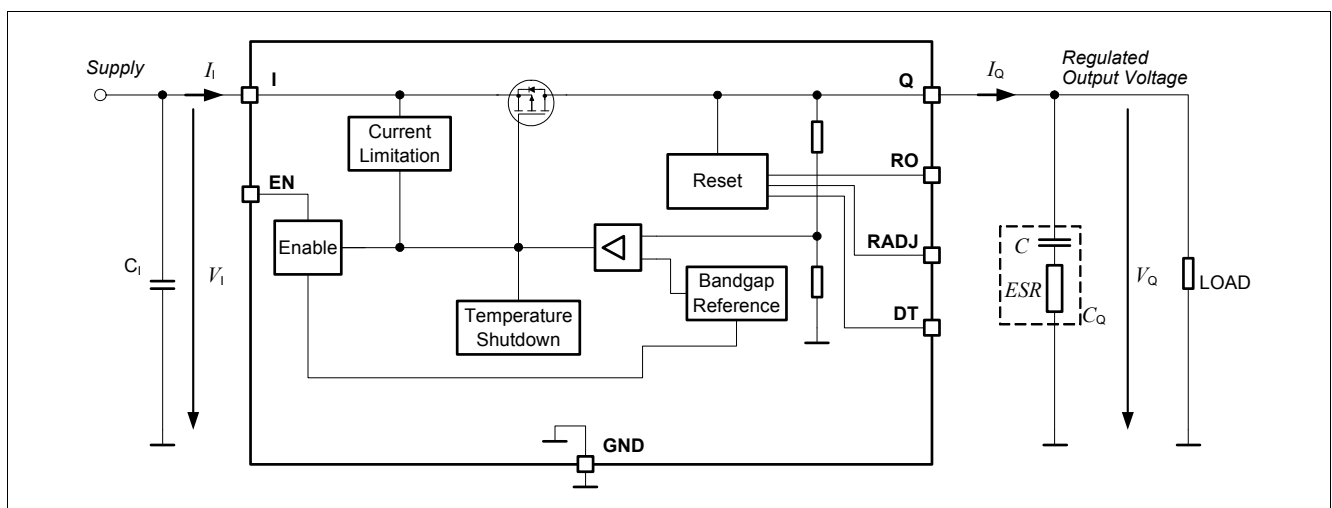 Supply
I_I
I
Q
I_Q
Regulated
Output Voltage
Current
Limitation
RO
Reset
EN
RADJ
Enable
C_I
V_I
Bandgap
Reference
Temperature
Shutdown
DT
C
ESR
C_Q
V_Q
LOAD
GND